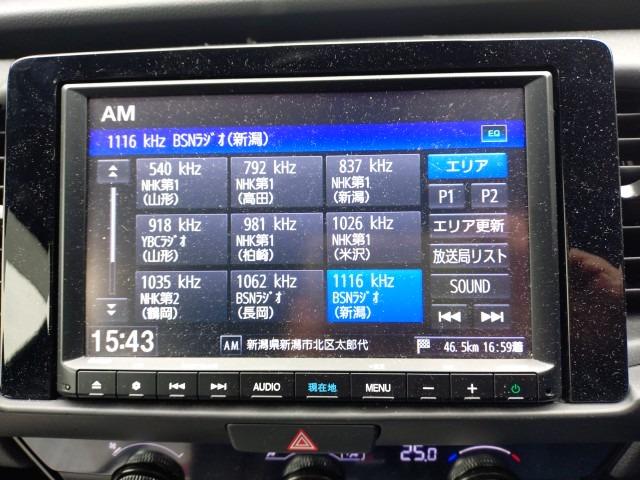 AM
1116 kHz BSNﾗｼﾞｵ(新潟)
EQ
540 kHz
NHK第1
(山形)
792 kHz
NHK第1
(高田)
837 kHz
NHK第1
(新潟)
エリア
P1
P2
918 kHz
YBCﾗｼﾞｵ
(山形)
981 kHz
NHK第1
(柏崎)
1026 kHz
NHK第1
(米沢)
エリア更新
放送局リスト
1035 kHz
NHK第2
(鶴岡)
1062 kHz
BSNﾗｼﾞｵ
(長岡)
1116 kHz
BSNﾗｼﾞｵ
(新潟)
SOUND
15:43
AM 新潟県新潟市北区太郎代
46.5km 16:59着
AUDIO
現在地
MENU
25.0